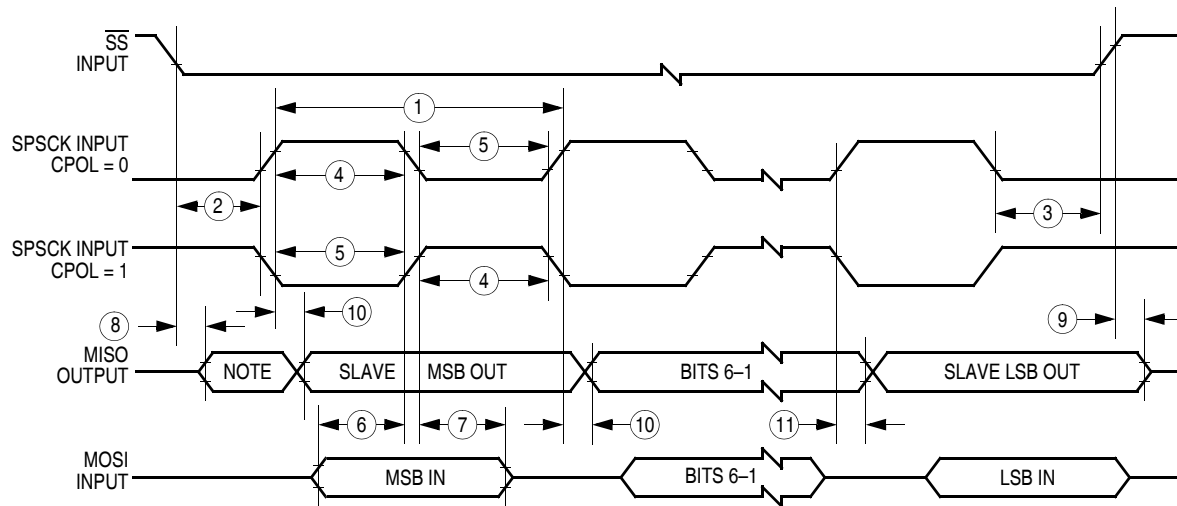 SS
INPUT
1
SPSCK INPUT
CPOL = 0
5
4
2
3
SPSCK INPUT
CPOL = 1
5
4
8
10
9
MISO
OUTPUT
NOTE
SLAVE
MSB OUT
BITS 6–1
SLAVE LSB OUT
6
7
10
11
MOSI
INPUT
MSB IN
BITS 6–1
LSB IN